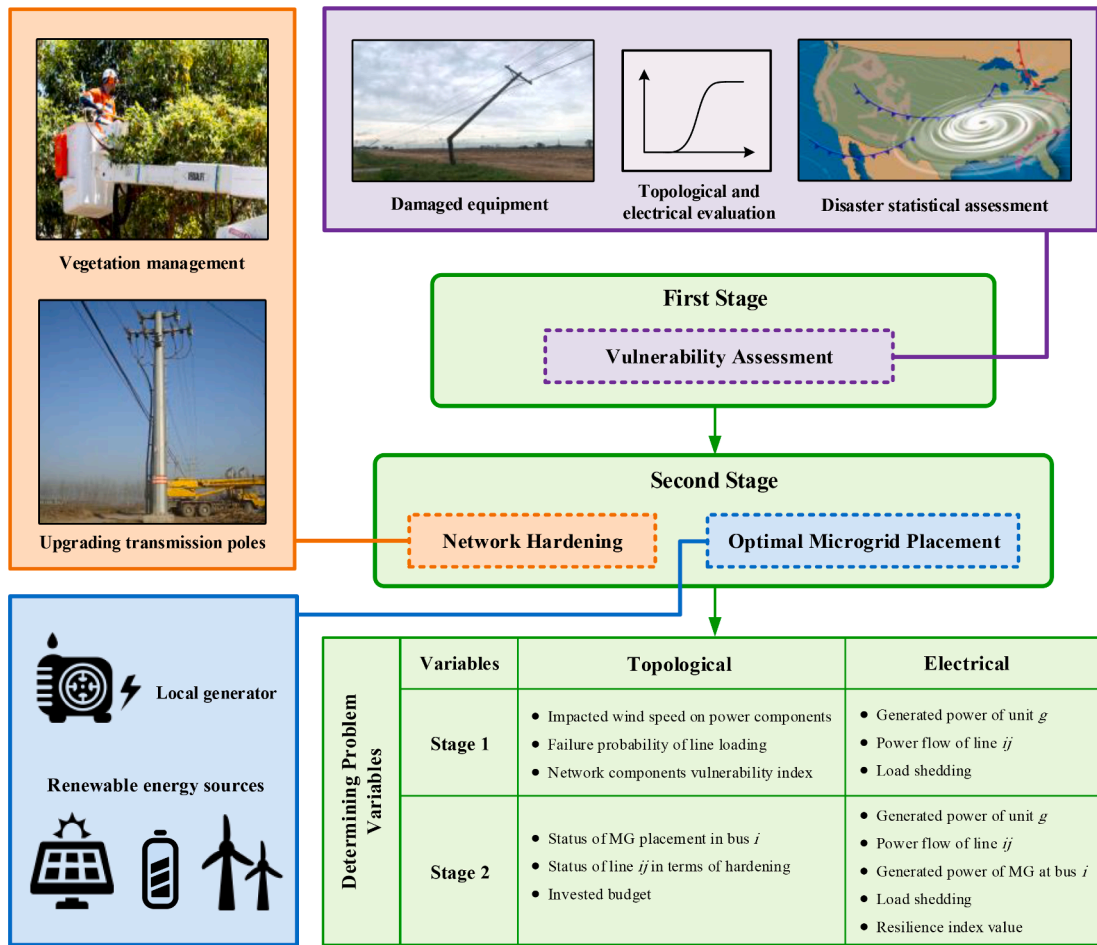 Vegetation management
Upgrading transmission poles
Damaged equipment
Topological and
electrical evaluation
Disaster statistical assessment
First Stage
Vulnerability Assessment
Second Stage
Network Hardening
Optimal Microgrid Placement
Local generator
Renewable energy sources
Determining Problem
Variables
Variables
Topological
Electrical
Stage 1
● Impacted wind speed on power components
● Failure probability of line loading
● Network components vulnerability index
● Generated power of unit g
● Power flow of line ij
● Load shedding
Stage 2
● Status of MG placement in bus i
● Status of line ij in terms of hardening
● Invested budget
● Generated power of unit g
● Power flow of line ij
● Generated power of MG at bus i
● Load shedding
● Resilience index value